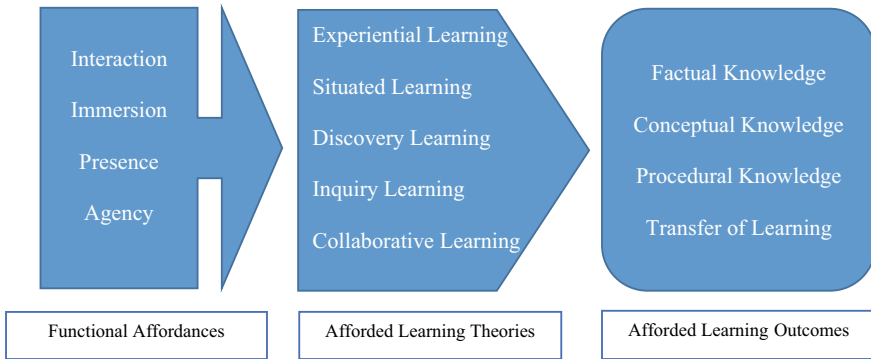 Interaction
Immersion
Presence
Agency
Functional Affordances
Experiential Learning
Situated Learning
Discovery Learning
Inquiry Learning
Collaborative Learning
Afforded Learning Theories
Factual Knowledge
Conceptual Knowledge
Procedural Knowledge
Transfer of Learning
Afforded Learning Outcomes